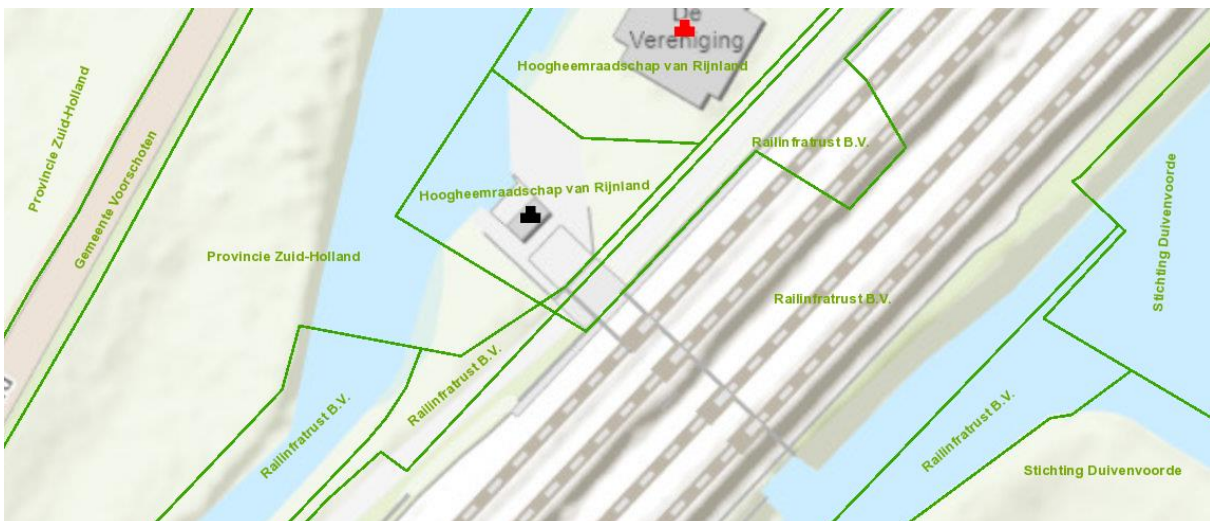 De
Vereniging
Hoogheemraadschap van Rijnland
Provincie Zuid-Holland
Gemeente Voorschoten
Railinfratrust B.V.
Hoogheemraadschap van Rijnland
Stichting Duivenvoorde
Provincie Zuid-Holland
Railinfratrust B.V.
Railinfratrust B.V.
Railinfratrust B.V.
Railinfratrust B.V.
Stichting Duivenvoorde